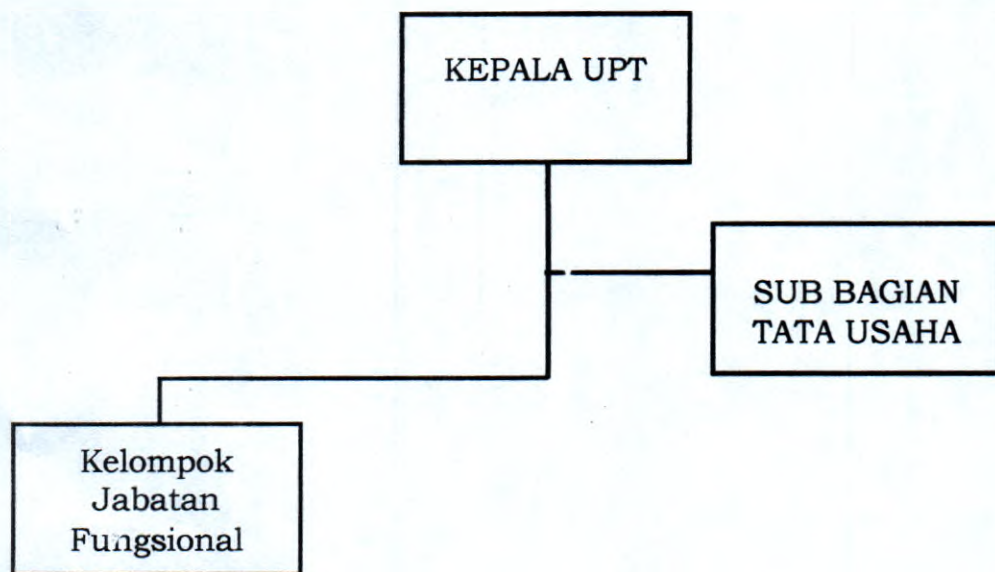 KEPALA UPT
SUB BAGIAN
TATA USAHA
Kelompok
Jabatan
Fungsional